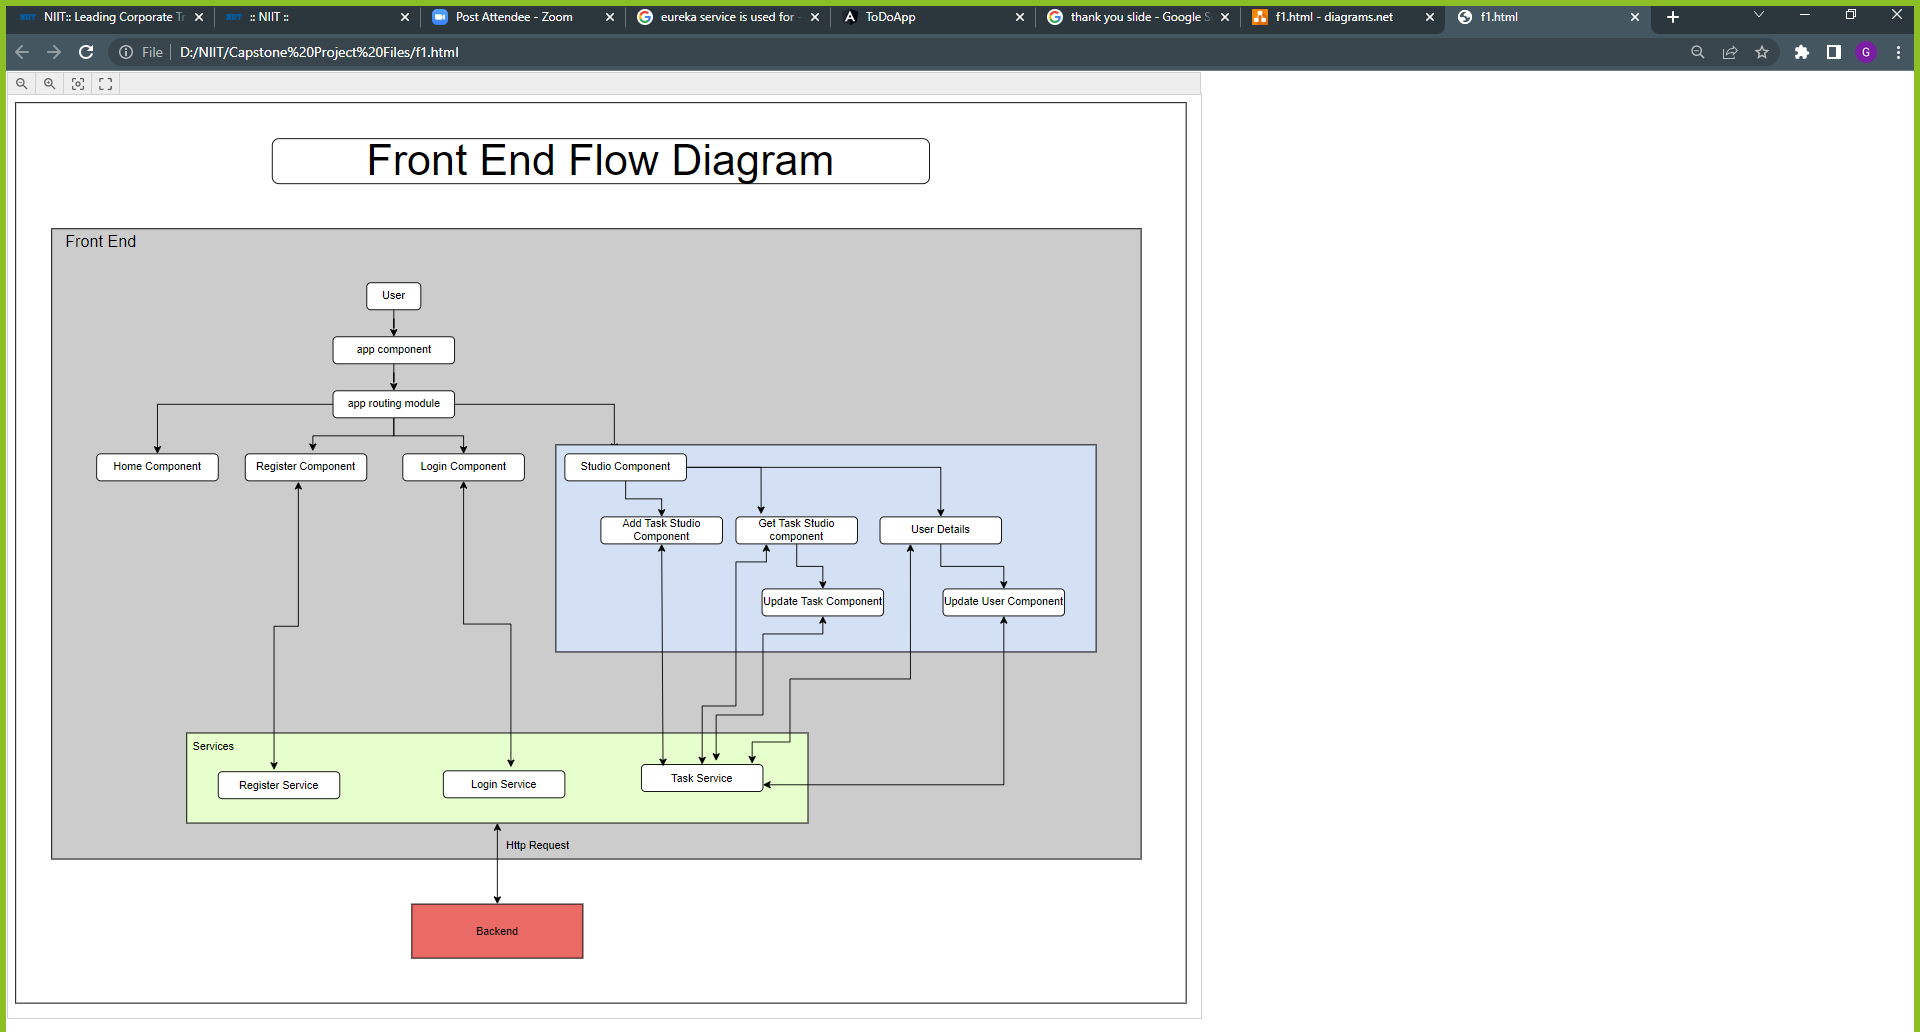 NIIT:: Leading Corporate Tr
:: NIIT ::
Post Attendee - Zoom
eureka service is used for -
ToDoApp
thank you slide - Google S
f1.html - diagrams.net
f1.html
File
D:/NIIT/Capstone%20Project%20Files/f1.html
G
Front End Flow Diagram
Front End
User
app component
app routing module
Home Component
Register Component
Login Component
Studio Component
Add Task Studio
Component
Get Task Studio
component
User Details
Update Task Component
Update User Component
Services
Register Service
Login Service
Task Service
Http Request
Backend